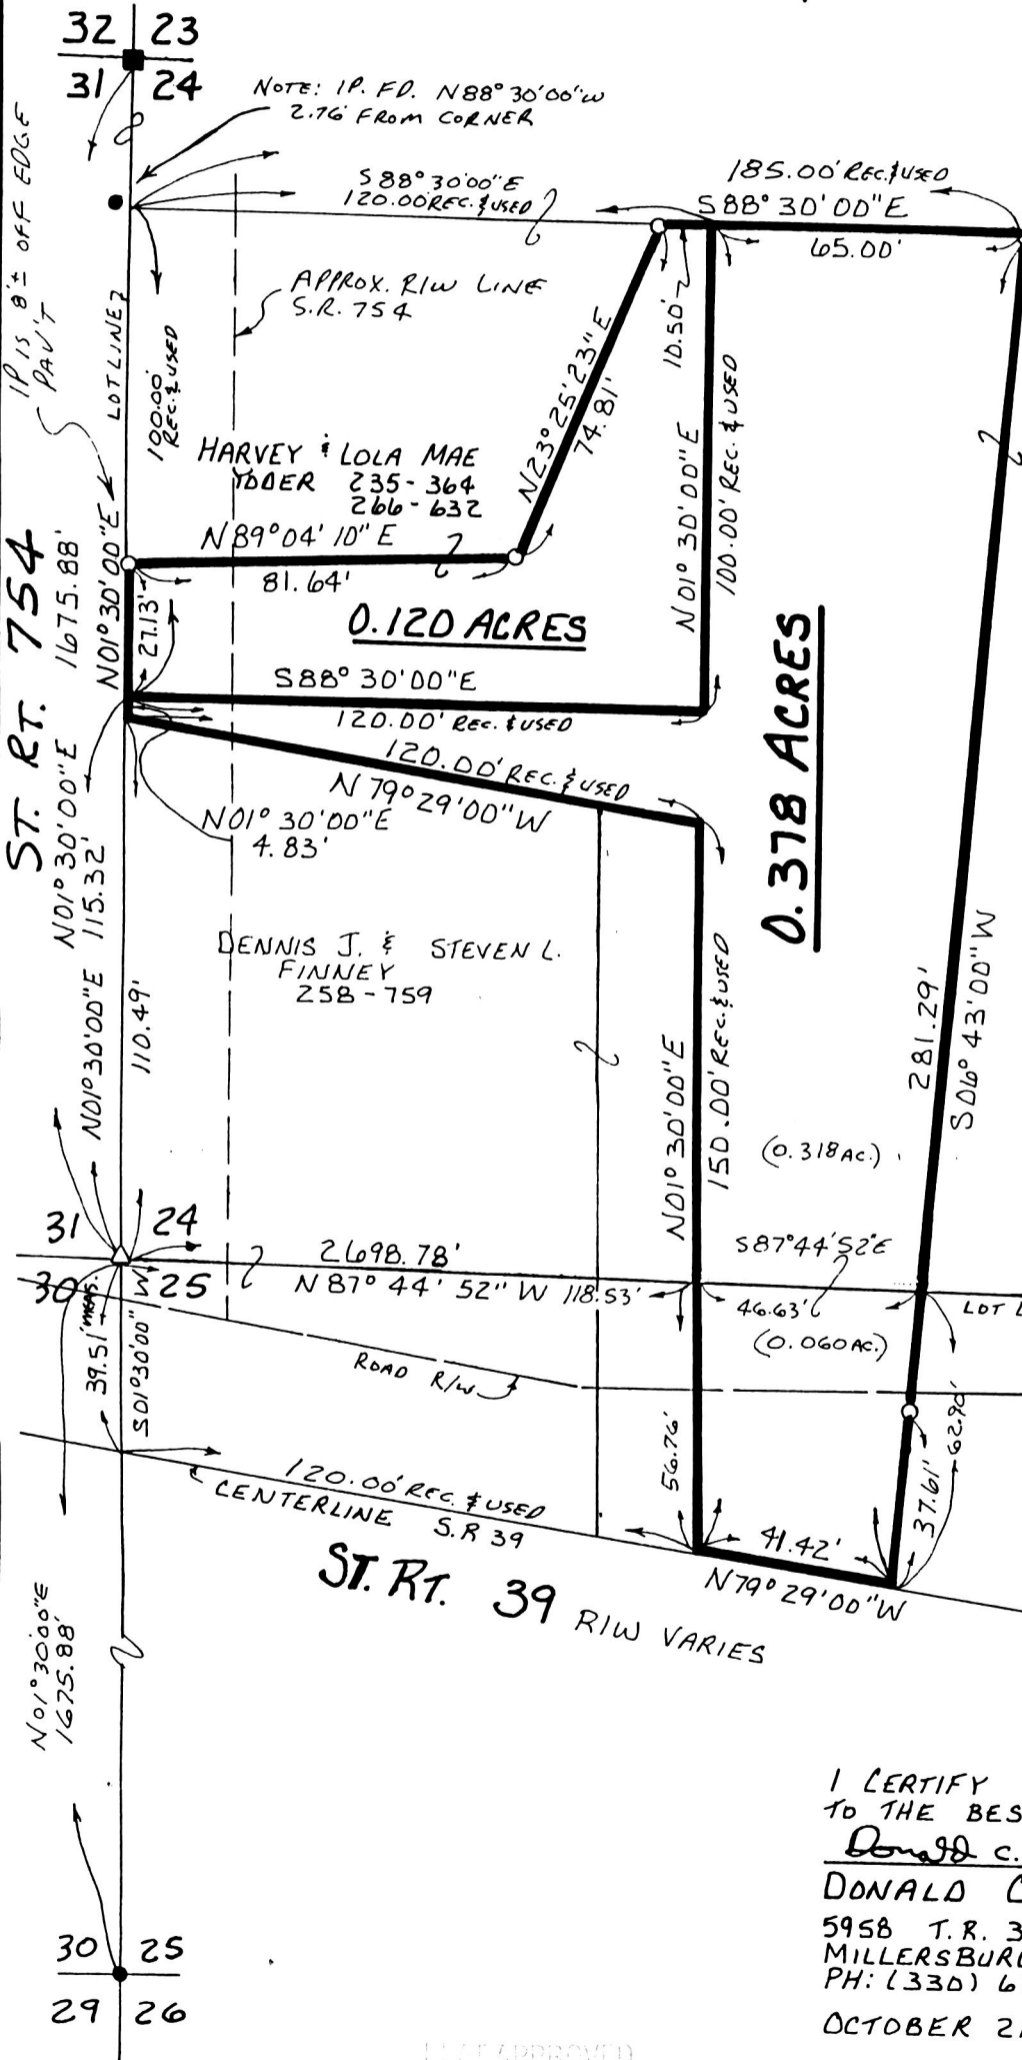 32 23
31 24
NOTE: IP. FD. N88°30'00"W
2.76' FROM CORNER
IP IS 8'± OFF EDGE
PAV'T
S88°30'00"E
120.00' REC. & USED
185.00' REC. & USED
S88°30'00"E
65.00'
APPROX. R/W LINE
S.R. 754
LOT LINE
100.00'
REC. & USED
10.50'
N23°25'23"E
74.81'
N01°30'00"E
100.00' REC. & USED
HARVEY & LOLA MAE
YODER 235-364
266-632
N89°04'10"E
81.64'
N01°30'00"E
27.13'
0.120 ACRES
S88°30'00"E
120.00' REC. & USED
120.00' REC. & USED
N79°29'00"W
N01°30'00"E
4.83'
ST. RT. 754
N01°30'00"E 1675.88'
N01°30'00"E 115.32'
110.49'
0.378 ACRES
DENNIS J. & STEVEN L.
FINNEY
258-759
N01°30'00"E
150.00' REC. & USED
281.29'
S06°43'00"W
(0.318 AC.)
31 24
30 25
2698.78'
N87°44'52"W 118.53'
S87°44'52"E
46.63'
(0.060 AC.)
LOT L
39.51' MEAS.
S01°30'00"W
ROAD R/W
56.76'
37.61'
62.90'
120.00' REC. & USED
CENTERLINE S.R 39
41.42'
N79°29'00"W
ST. RT. 39 R/W VARIES
N01°30'00"E
1675.88'
I CERTIFY
TO THE BES
Donald C.
DONALD C
5958 T.R. 3
MILLERSBUR
PH: (330) 6
OCTOBER 2
30 25
29 26
APPROVED